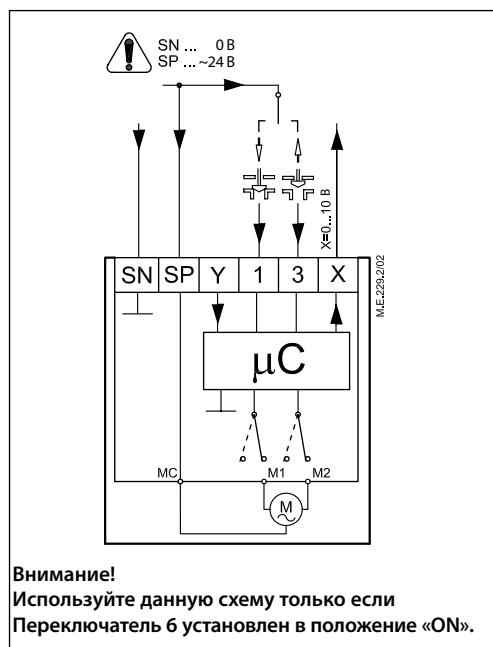 SN ... 0 В
SP ... ~24 В
X=0...10 В
SN SP Y 1 3 X
M.E.229.2/02
µC
MC M1 M2
M
Внимание!
Используйте данную схему только если
Переключатель 6 установлен в положение «ON».